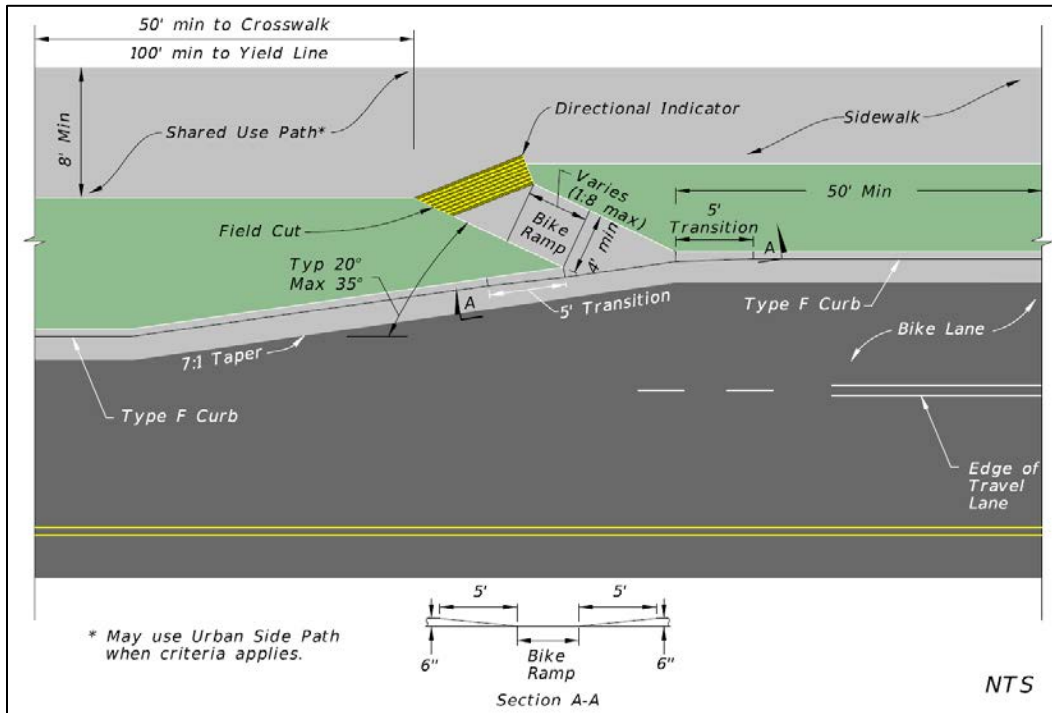 50' min to Crosswalk
100' min to Yield Line
8' Min
Shared Use Path*
Directional Indicator
Sidewalk
Varies
(1:8 max)
50' Min
Field Cut
Bike
Ramp
4' min
5'
Transition
A
Typ 20°
Max 35°
A
5' Transition
Type F Curb
Bike Lane
7:1 Taper
Type F Curb
Edge of
Travel
Lane
5'
5'
* May use Urban Side Path
when criteria applies.
6"
Bike
Ramp
6"
Section A-A
NTS